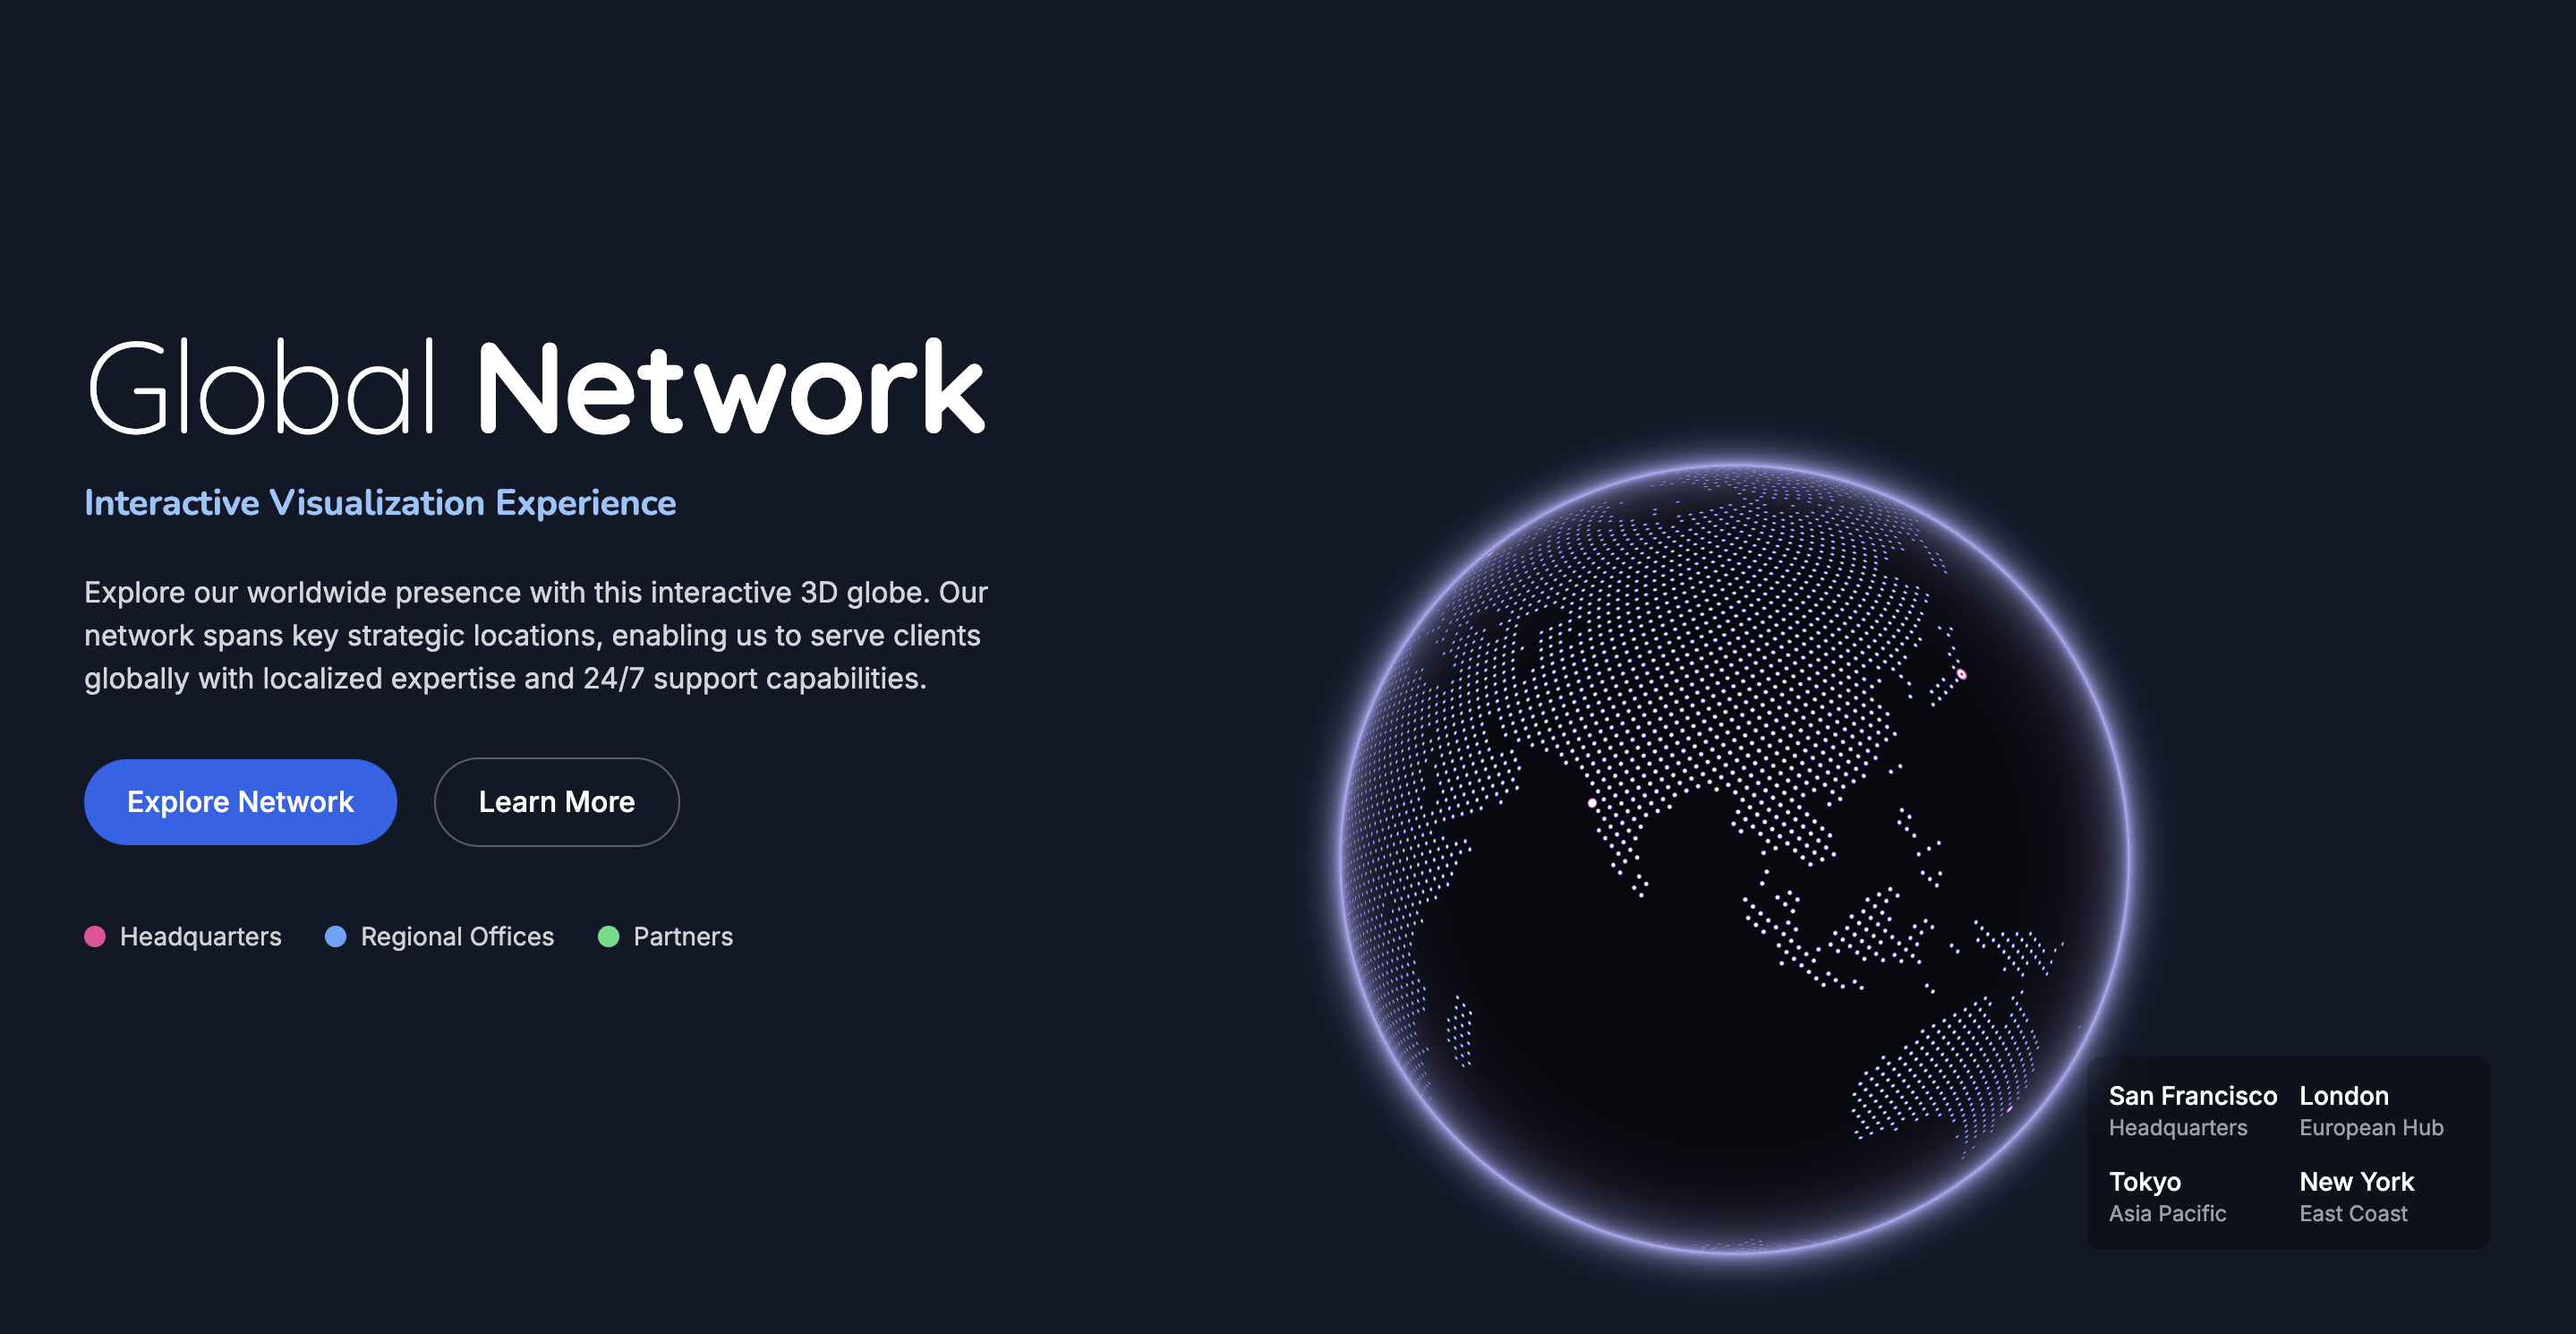 Global Network
Interactive Visualization Experience
Explore our worldwide presence with this interactive 3D globe. Our
network spans key strategic locations, enabling us to serve clients
globally with localized expertise and 24/7 support capabilities.
Explore Network
Learn More
Headquarters
Regional Offices
Partners
San Francisco
Headquarters
London
European Hub
Tokyo
Asia Pacific
New York
East Coast